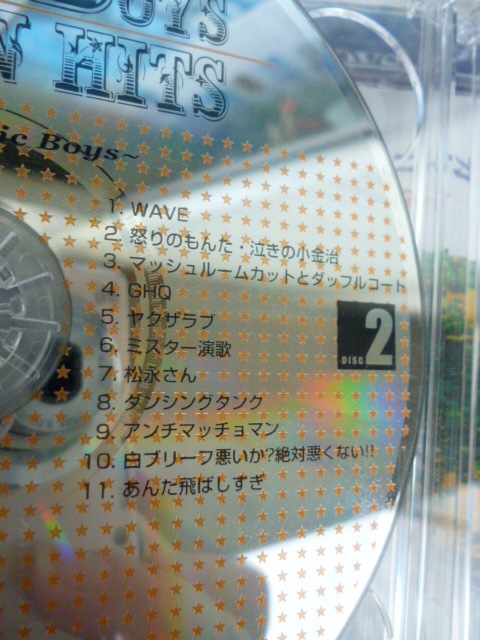 BOYS
N HITS
ic Boys~
1. WAVE
2. 怒りのもんた・泣きの小金治
3. マッシュルームカットとダッフルコート
4. GHQ
5. ヤクザラブ
6. ミスター演歌
7. 松永さん
8. ダンシングタンク
9. アンチマッチョマン
10. 白ブリーフ悪いか?絶対悪くない!!
11. あんた飛ばしすぎ
DISC 2